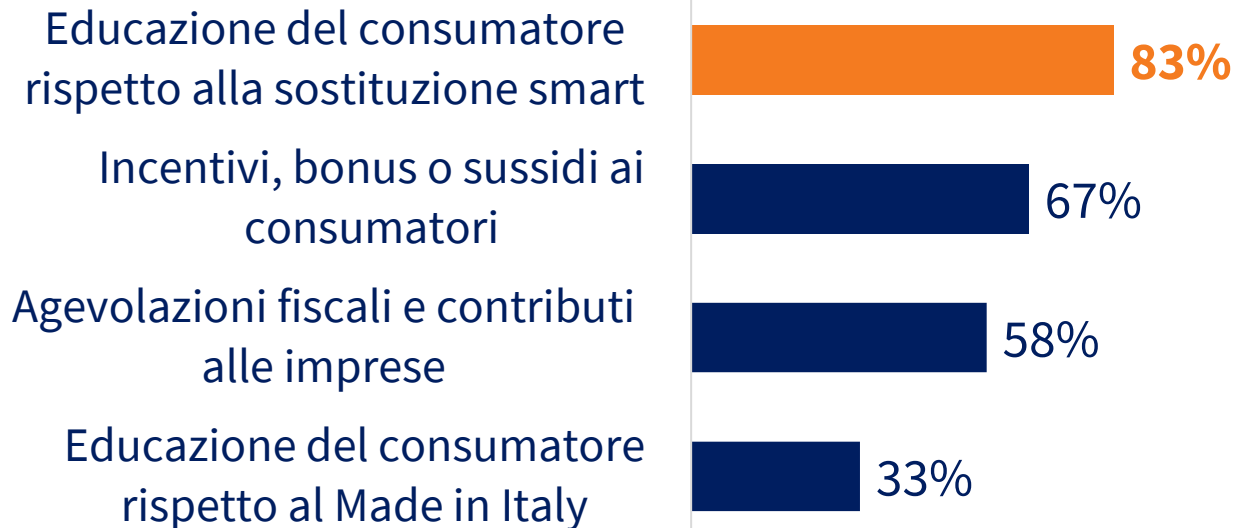 Educazione del consumatore
rispetto alla sostituzione smart
83%
Incentivi, bonus o sussidi ai
consumatori
67%
Agevolazioni fiscali e contributi
alle imprese
58%
Educazione del consumatore
rispetto al Made in Italy
33%